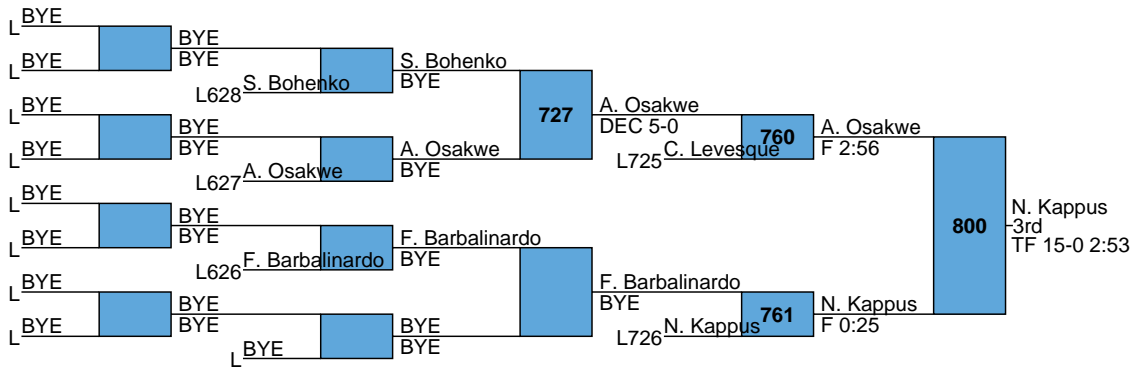 BYE
L
BYE
L
BYE
BYE
S. Bohenko
L628
S. Bohenko
BYE
BYE
L
BYE
L
BYE
BYE
A. Osakwe
L627
A. Osakwe
BYE
727
A. Osakwe
DEC 5-0
C. Levesque
L725
760
A. Osakwe
F 2:56
BYE
L
BYE
L
BYE
BYE
F. Barbalinardo
L626
F. Barbalinardo
BYE
BYE
L
BYE
L
BYE
BYE
BYE
L
BYE
BYE
F. Barbalinardo
BYE
N. Kappus
L726
761
N. Kappus
F 0:25
800
N. Kappus
3rd
TF 15-0 2:53